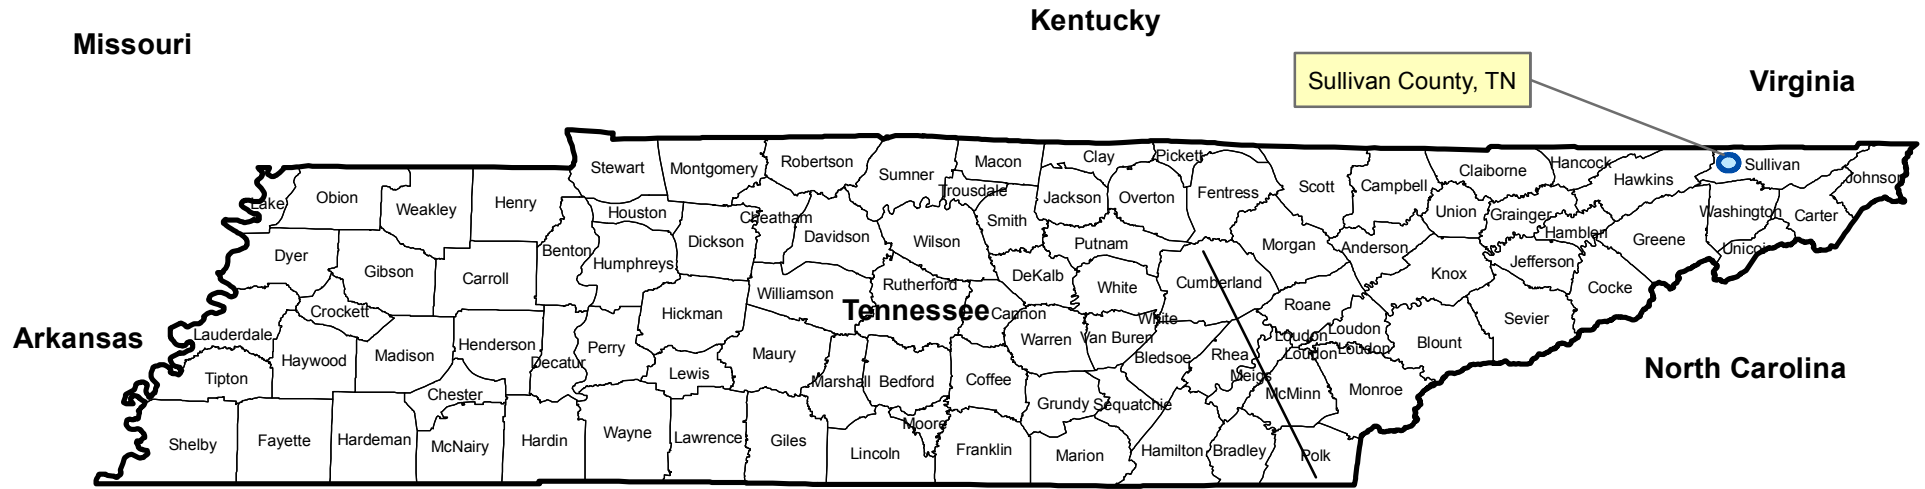 Kentucky
Missouri
Sullivan County, TN
Virginia
Stewart
Montgomery
Robertson
Sumner
Macon
Clay
Pickett
Fentress
Scott
Campbell
Claiborne
Hancock
Hawkins
Sullivan
Johnson
Lake
Obion
Weakley
Henry
Houston
Cheatham
Trousdale
Smith
Jackson
Overton
Union
Grainger
Hamblen
Washington
Carter
Unicoi
Greene
Dyer
Gibson
Carroll
Benton
Humphreys
Dickson
Davidson
Wilson
Putnam
Morgan
Anderson
Knox
Jefferson
Cocke
Crockett
Williamson
Rutherford
DeKalb
White
Cumberland
Roane
Sevier
Tennessee
Hickman
Cannon
White
Arkansas
Lauderdale
Haywood
Madison
Henderson
Decatur
Perry
Lewis
Maury
Warren
Van Buren
Bledsoe
Rhea
Loudon
Loudon
Loudon
Loudon
Blount
North Carolina
Tipton
Chester
Marshall
Bedford
Coffee
Grundy
Sequatchie
Meigs
McMinn
Monroe
Shelby
Fayette
Hardeman
McNairy
Hardin
Wayne
Lawrence
Giles
Lincoln
Moore
Franklin
Marion
Hamilton
Bradley
Polk